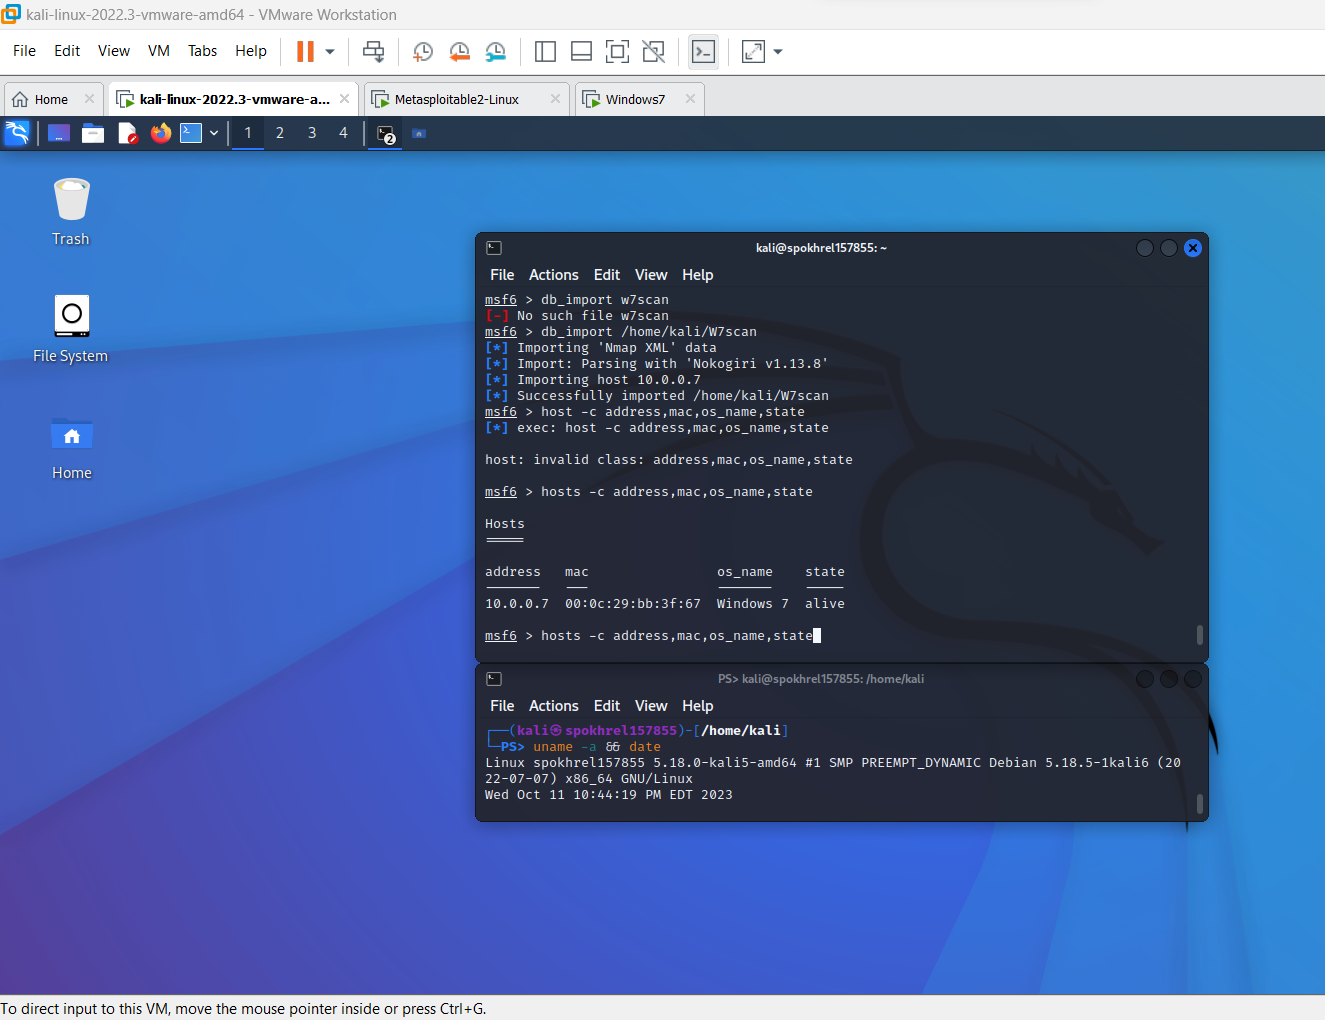 kali-linux-2022.3-vmware-amd64 - VMware Workstation
File Edit View VM Tabs Help
Home kali-linux-2022.3-vmware-a... Metasploitable2-Linux Windows7
1 2 3 4 2
Trash
File System
Home
kali@spokhrel157855: ~
File Actions Edit View Help
msf6 > db_import w7scan
[-] No such file w7scan
msf6 > db_import /home/kali/W7scan
[*] Importing 'Nmap XML' data
[*] Import: Parsing with 'Nokogiri v1.13.8'
[*] Importing host 10.0.0.7
[*] Successfully imported /home/kali/W7scan
msf6 > host -c address,mac,os_name,state
[*] exec: host -c address,mac,os_name,state
host: invalid class: address,mac,os_name,state
msf6 > hosts -c address,mac,os_name,state
Hosts
=====
address mac os_name state
------- --- ------- -----
10.0.0.7 00:0c:29:bb:3f:67 Windows 7 alive
msf6 > hosts -c address,mac,os_name,state
PS> kali@spokhrel157855: /home/kali
File Actions Edit View Help
┌──(kali㉿spokhrel157855)-[/home/kali]
└─PS> uname -a && date
Linux spokhrel157855 5.18.0-kali5-amd64 #1 SMP PREEMPT_DYNAMIC Debian 5.18.5-1kali6 (20
22-07-07) x86_64 GNU/Linux
Wed Oct 11 10:44:19 PM EDT 2023
To direct input to this VM, move the mouse pointer inside or press Ctrl+G.